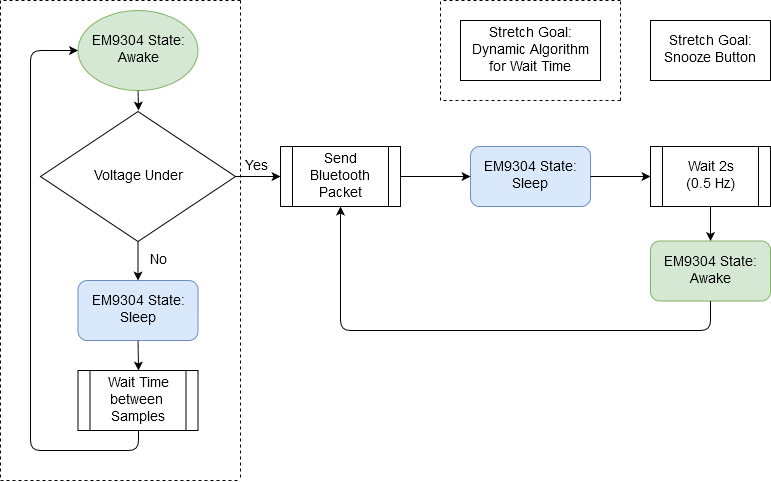 EM9304 State:
Awake
Voltage Under
Yes
No
EM9304 State:
Sleep
Wait Time
between
Samples
Send
Bluetooth
Packet
EM9304 State:
Sleep
Wait 2s
(0.5 Hz)
EM9304 State:
Awake
Stretch Goal:
Dynamic Algorithm
for Wait Time
Stretch Goal:
Snooze Button